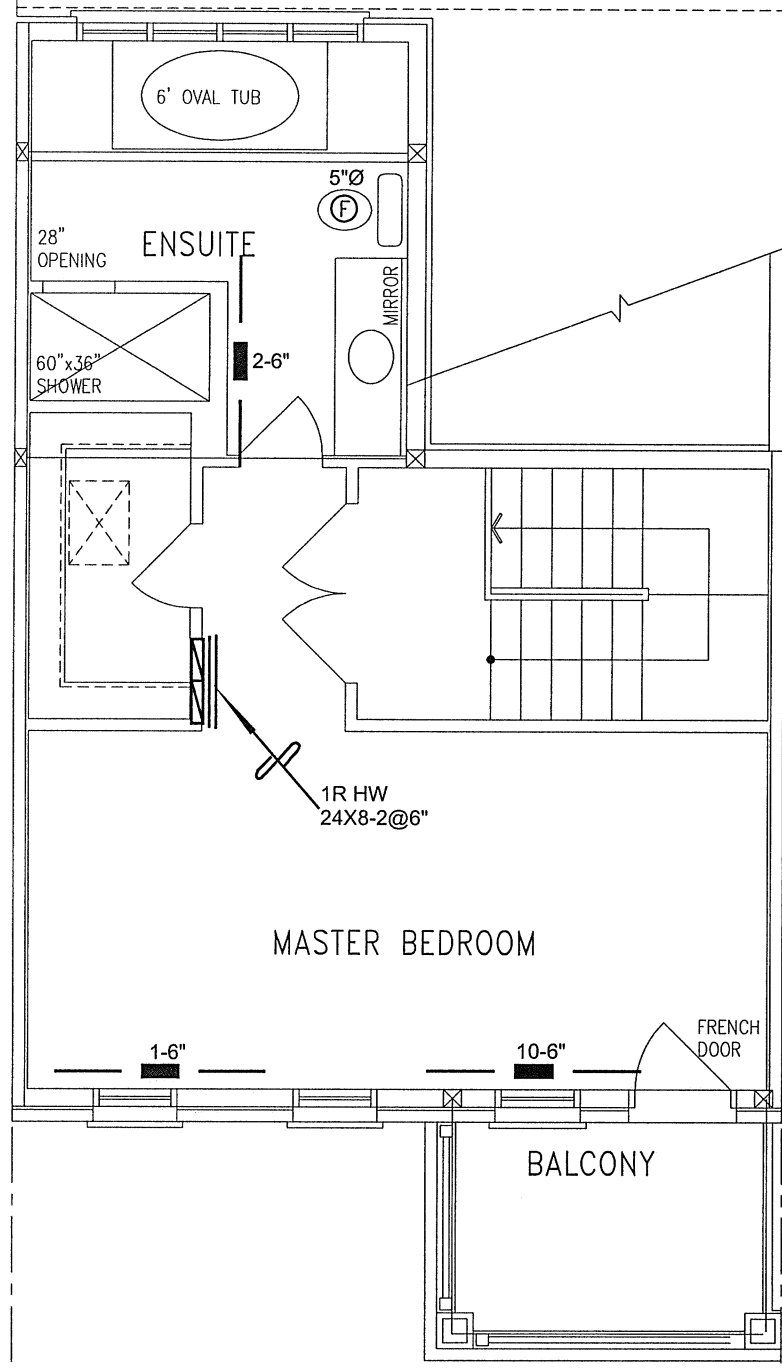 6' OVAL TUB
5"Ø
F
28"
OPENING
ENSUITE
MIRROR
60"x36"
SHOWER
2-6"
1R HW
24X8-2@6"
MASTER BEDROOM
1-6"
10-6"
FRENCH
DOOR
BALCONY